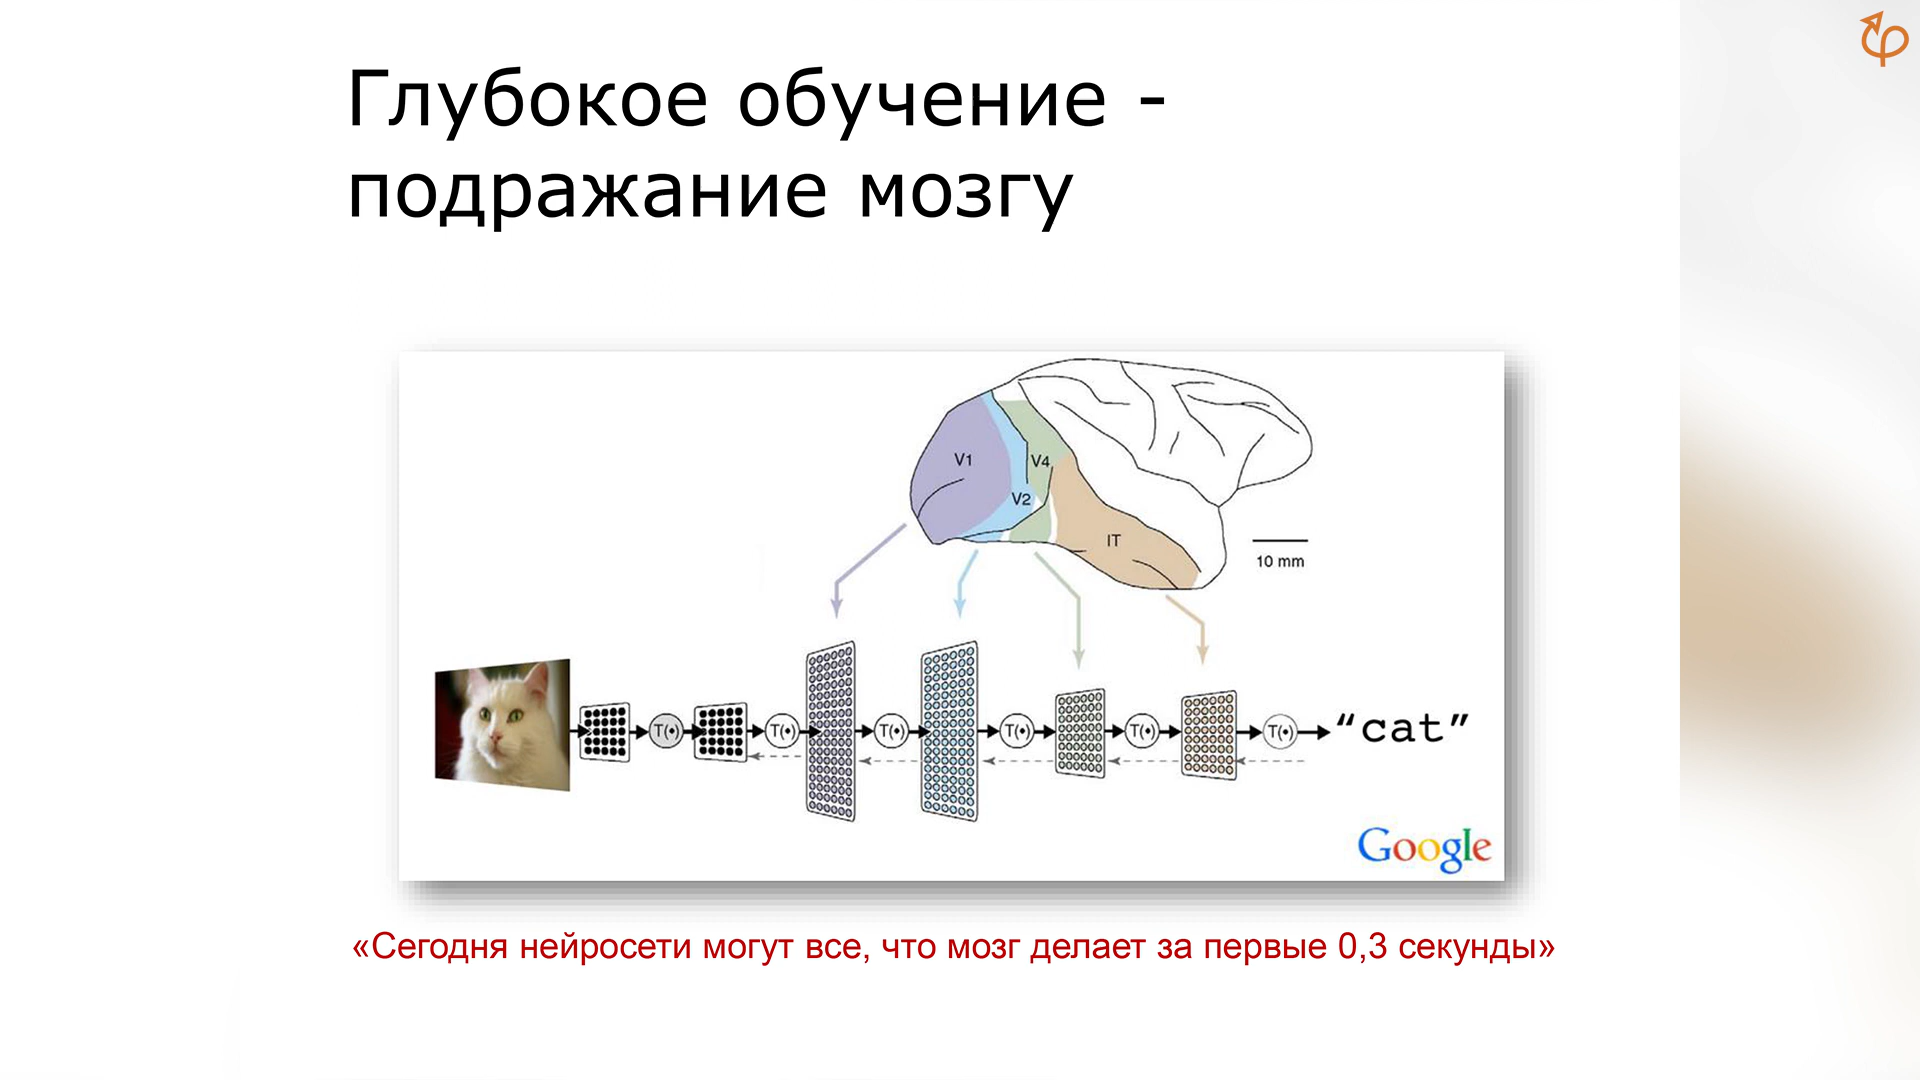 Глубокое обучение -
подражание мозгу
V1
V4
V2
IT
10 mm
T(•) T(•) T(•) T(•) T(•) T(•) “cat”
Google
«Сегодня нейросети могут все, что мозг делает за первые 0,3 секунды»